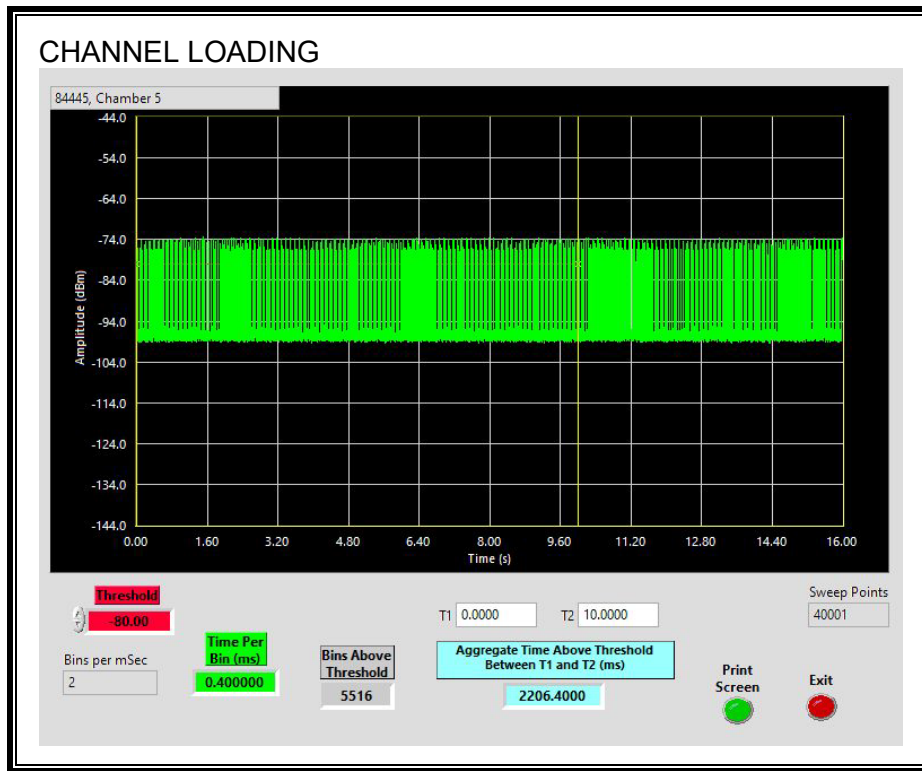 CHANNEL LOADING
84445, Chamber 5
-44.0
-54.0
-64.0
-74.0
-84.0
-94.0
-104.0
-114.0
-124.0
-134.0
-144.0
Amplitude (dBm)
0.00 1.60 3.20 4.80 6.40 8.00 9.60 11.20 12.80 14.40 16.00
Time (s)
Threshold
-80.00
Bins per mSec
2
Time Per
Bin (ms)
0.400000
Bins Above
Threshold
5516
T1 0.0000 T2 10.0000
Aggregate Time Above Threshold
Between T1 and T2 (ms)
2206.4000
Sweep Points
40001
Print
Screen
Exit